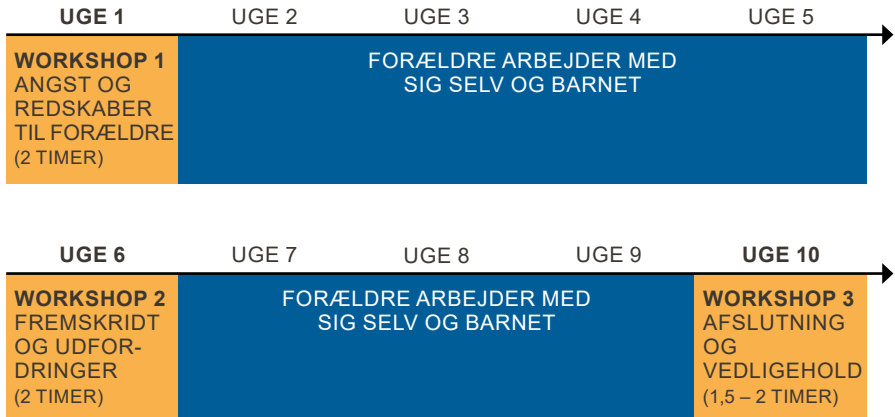 UGE 1 UGE 2 UGE 3 UGE 4 UGE 5
WORKSHOP 1
ANGST OG
REDSKABER
TIL FORÆLDRE
(2 TIMER)
FORÆLDRE ARBEJDER MED
SIG SELV OG BARNET
UGE 6 UGE 7 UGE 8 UGE 9 UGE 10
WORKSHOP 2
FREMSKRIDT
OG UDFOR-
DRINGER
(2 TIMER)
FORÆLDRE ARBEJDER MED
SIG SELV OG BARNET
WORKSHOP 3
AFSLUTNING
OG
VEDLIGEHOLD
(1,5 – 2 TIMER)